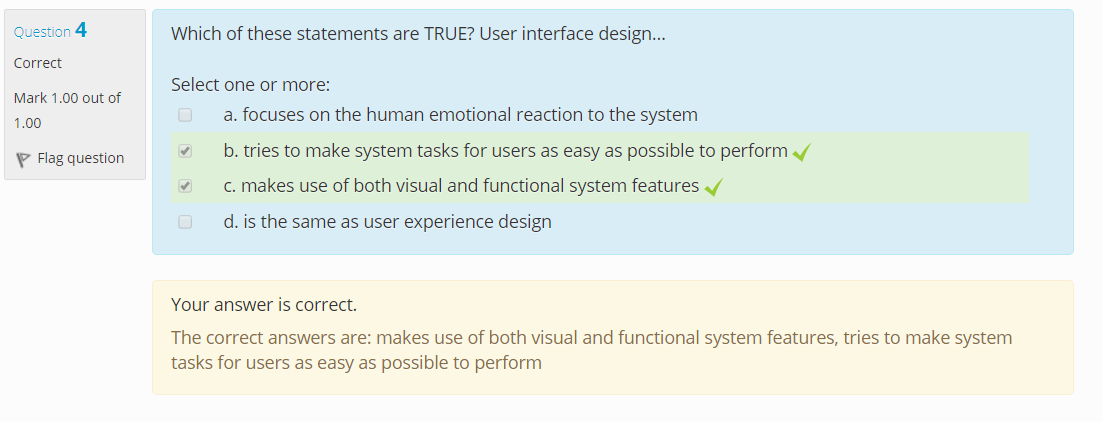 Question 4
Correct
Mark 1.00 out of
1.00
Flag question
Which of these statements are TRUE? User interface design...
Select one or more:
a. focuses on the human emotional reaction to the system
b. tries to make system tasks for users as easy as possible to perform
c. makes use of both visual and functional system features
d. is the same as user experience design
Your answer is correct.
The correct answers are: makes use of both visual and functional system features, tries to make system
tasks for users as easy as possible to perform